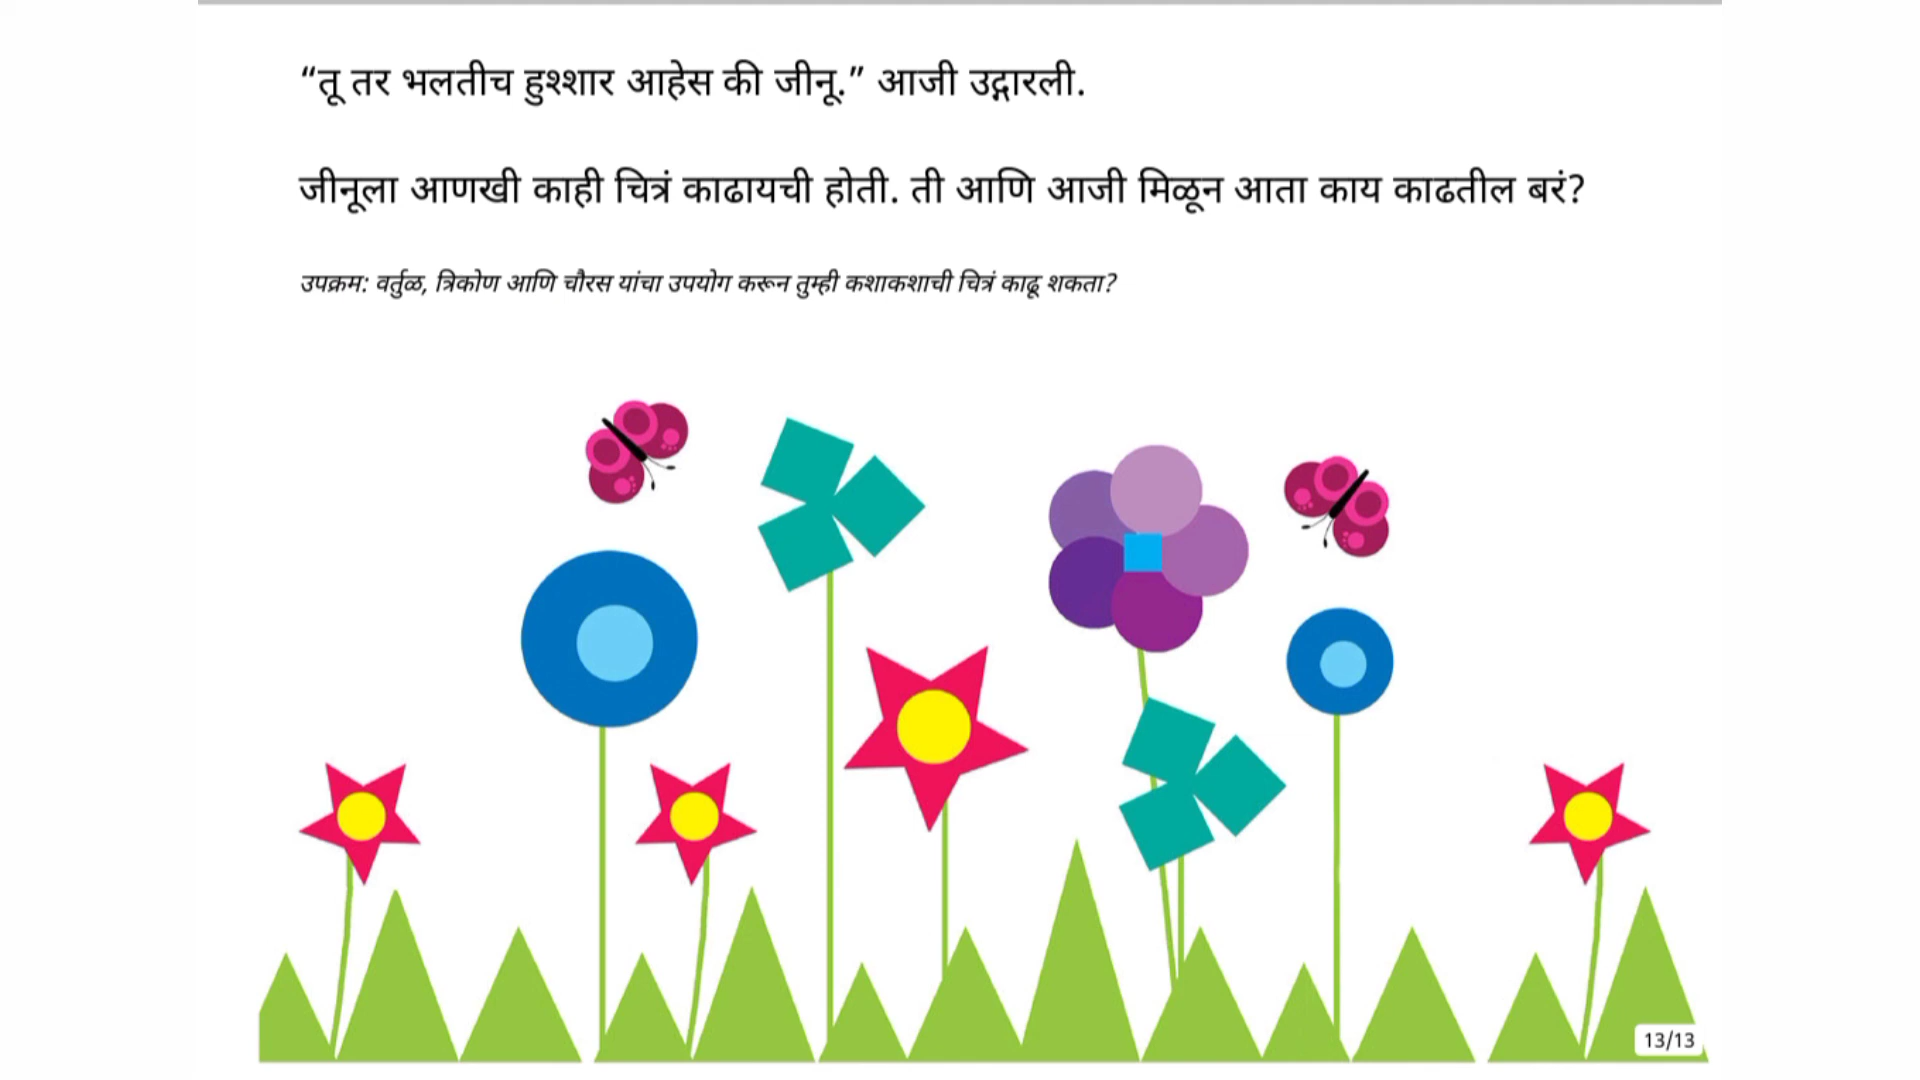 “तू तर भलतीच हुश्शार आहेस की जीनू.” आजी उद्गारली.
जीनूला आणखी काही चित्रं काढायची होती. ती आणि आजी मिळून आता काय काढतील बरं?
उपक्रम: वर्तुळ, त्रिकोण आणि चौरस यांचा उपयोग करून तुम्ही कशाकशाची चित्रं काढू शकता?
13/13